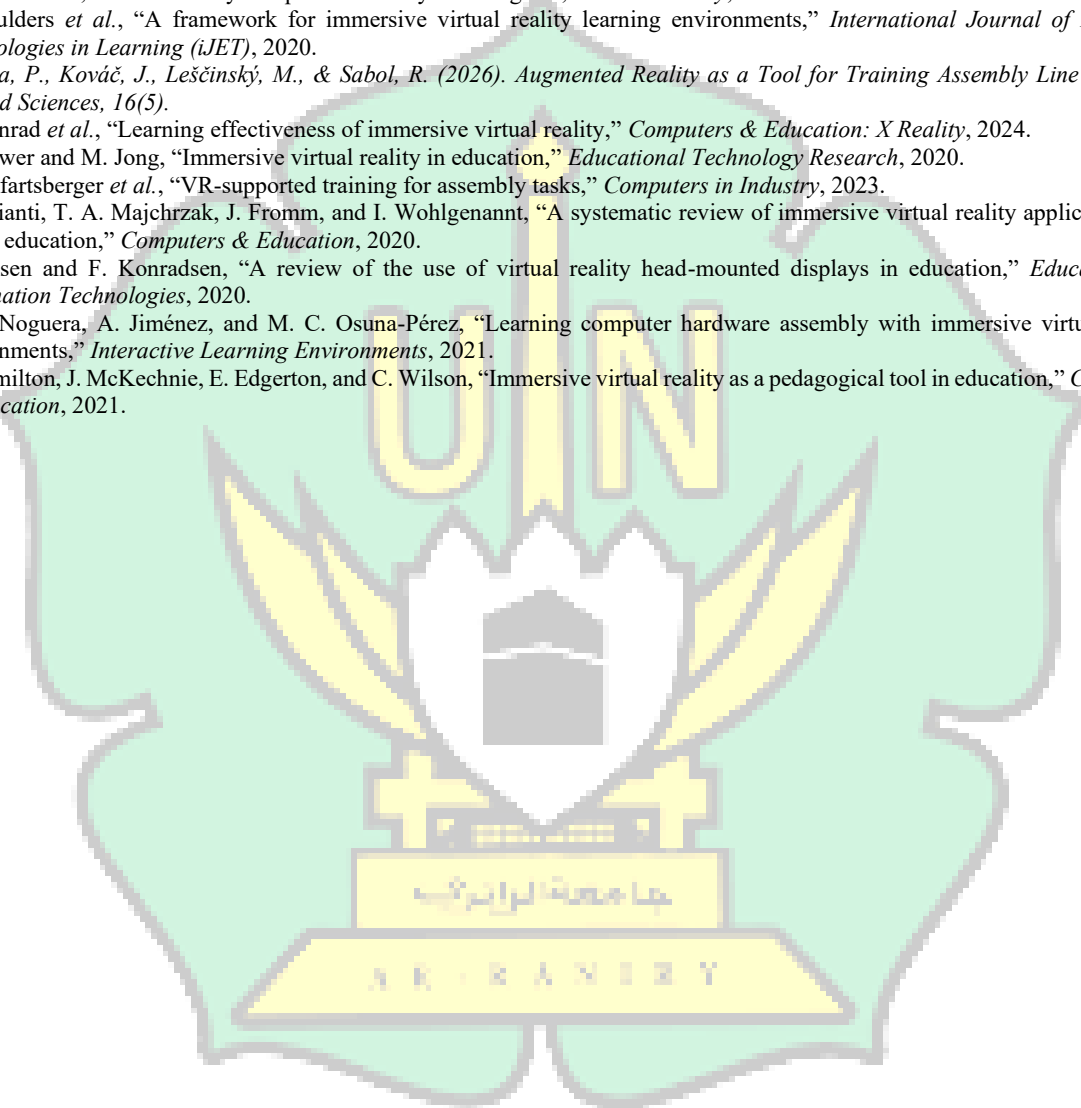 ulders et al., “A framework for immersive virtual reality learning environments,” International Journal of
ologies in Learning (iJET), 2020.
a, P., Kováč, J., Leščinský, M., & Sabol, R. (2026). Augmented Reality as a Tool for Training Assembly Line
d Sciences, 16(5).
nrad et al., “Learning effectiveness of immersive virtual reality,” Computers & Education: X Reality, 2024.
wer and M. Jong, “Immersive virtual reality in education,” Educational Technology Research, 2020.
fartsberger et al., “VR-supported training for assembly tasks,” Computers in Industry, 2023.
ianti, T. A. Majchrzak, J. Fromm, and I. Wohlgenannt, “A systematic review of immersive virtual reality applic
education,” Computers & Education, 2020.
sen and F. Konradsen, “A review of the use of virtual reality head-mounted displays in education,” Educa
nation Technologies, 2020.
Noguera, A. Jiménez, and M. C. Osuna-Pérez, “Learning computer hardware assembly with immersive virtu
nments,” Interactive Learning Environments, 2021.
milton, J. McKechnie, E. Edgerton, and C. Wilson, “Immersive virtual reality as a pedagogical tool in education,” C
cation, 2021.
UIN
جامعة الرانري
AR-RANIRY